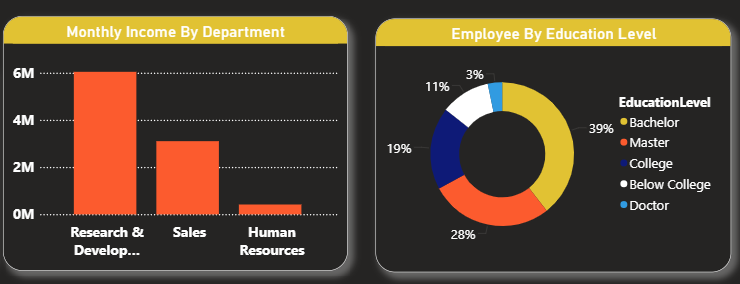 Monthly Income By Department
6M
4M
2M
0M
Research &
Develop...
Sales
Human
Resources
Employee By Education Level
3%
11%
39%
19%
28%
EducationLevel
Bachelor
Master
College
Below College
Doctor